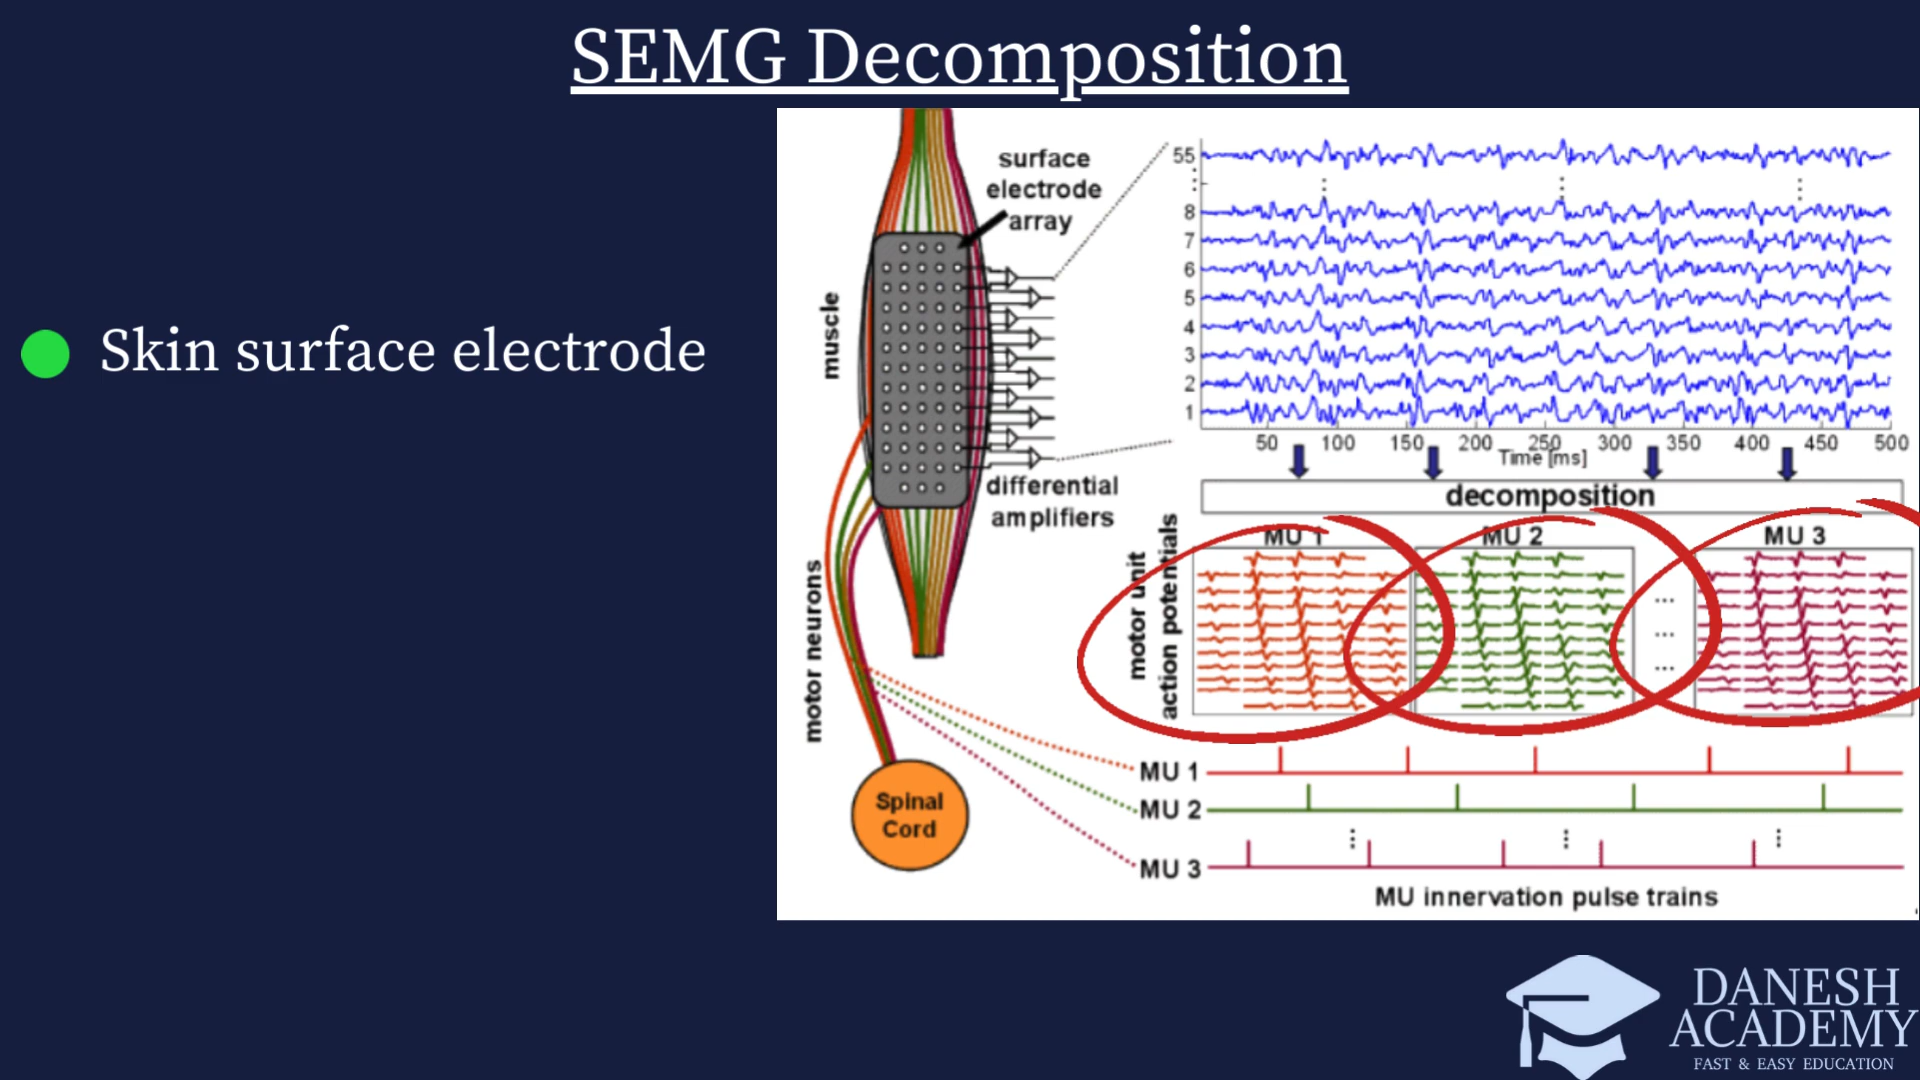 SEMG Decomposition
Skin surface electrode
surface
electrode
array
muscle
differential
amplifiers
motor neurons
Spinal
Cord
55
8
7
6
5
4
3
2
1
50 100 150 200 250 300 350 400 450 500
Time [ms]
decomposition
motor unit
action potentials
MU 1 MU 2 MU 3
MU 1
MU 2
MU 3
MU innervation pulse trains
DANESH
ACADEMY
FAST & EASY EDUCATION